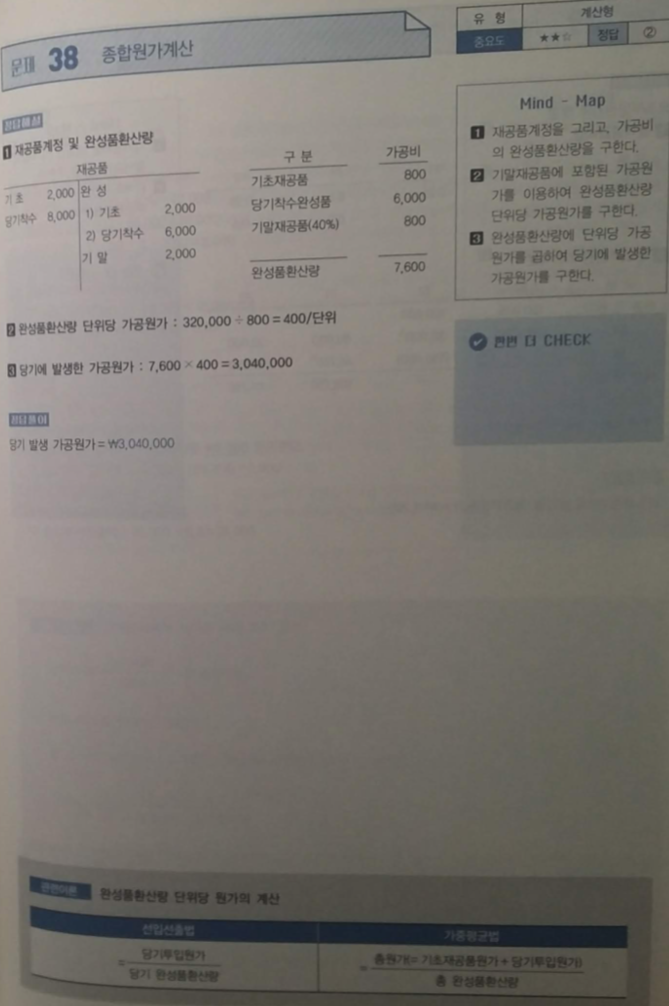 문제 38 종합원가계산
유 형 계산형
중요도 ★★☆ 정답 ②
정답해설
1 재공품계정 및 완성품환산량
재공품
기 초 2,000 완 성
당기착수 8,000 1) 기초 2,000
2) 당기착수 6,000
기 말 2,000
구 분 가공비
기초재공품 800
당기착수완성품 6,000
기말재공품(40%) 800
완성품환산량 7,600
2 완성품환산량 단위당 가공원가 : 320,000 ÷ 800 = 400/단위
3 당기에 발생한 가공원가 : 7,600 × 400 = 3,040,000
정답풀이
당기 발생 가공원가 = ₩3,040,000
Mind - Map
1 재공품계정을 그리고, 가공비
의 완성품환산량을 구한다.
2 기말재공품에 포함된 가공원
가를 이용하여 완성품환산량
단위당 가공원가를 구한다.
3 완성품환산량에 단위당 가공
원가를 곱하여 당기에 발생한
가공원가를 구한다.
한번 더 CHECK
관련이론 완성품환산량 단위당 원가의 계산
선입선출법 가중평균법
= 당기투입원가
당기 완성품환산량
= 총원가(= 기초재공품원가 + 당기투입원가)
총 완성품환산량